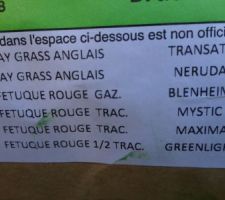 dans l'espace ci-dessous est non offici
AY GRASS ANGLAIS TRANSAT
AY GRASS ANGLAIS NERUDA
FETUQUE ROUGE GAZ. BLENHEIM
FETUQUE ROUGE TRAC. MYSTIC
FETUQUE ROUGE TRAC. MAXIMA
FETUQUE ROUGE 1/2 TRAC. GREENLIGH